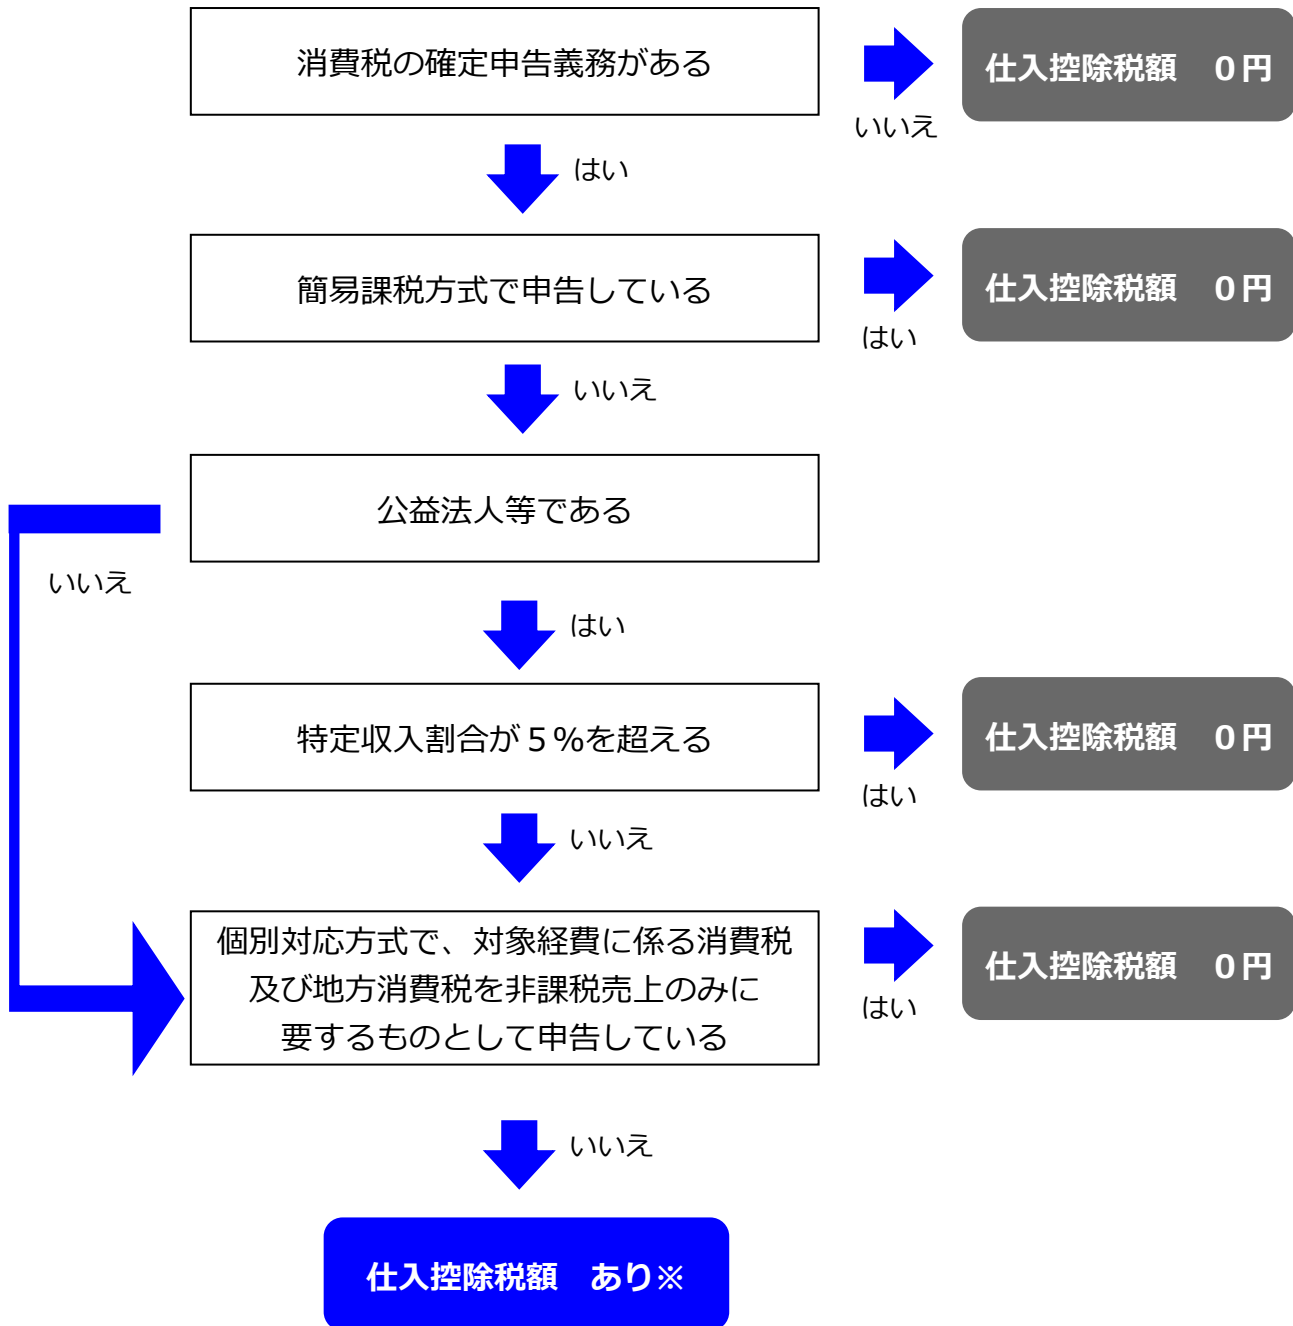 消費税の確定申告義務がある
いいえ
仕入控除税額　０円
はい
簡易課税方式で申告している
はい
仕入控除税額　０円
いいえ
公益法人等である
いいえ
はい
特定収入割合が５％を超える
はい
仕入控除税額　０円
いいえ
個別対応方式で、対象経費に係る消費税
及び地方消費税を非課税売上のみに
要するものとして申告している
はい
仕入控除税額　０円
いいえ
仕入控除税額　あり※